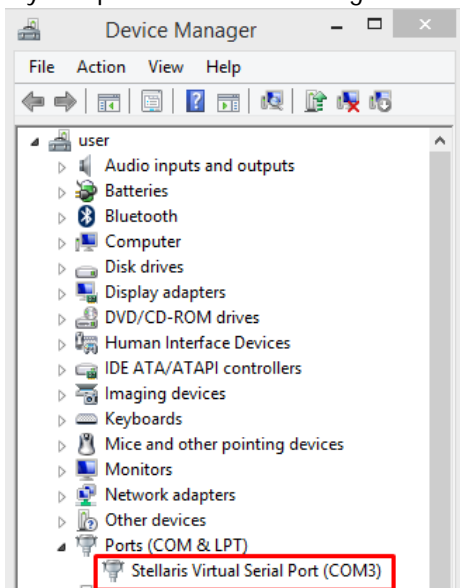 Device Manager
File Action View Help
user
Audio inputs and outputs
Batteries
Bluetooth
Computer
Disk drives
Display adapters
DVD/CD-ROM drives
Human Interface Devices
IDE ATA/ATAPI controllers
Imaging devices
Keyboards
Mice and other pointing devices
Monitors
Network adapters
Other devices
Ports (COM & LPT)
Stellaris Virtual Serial Port (COM3)